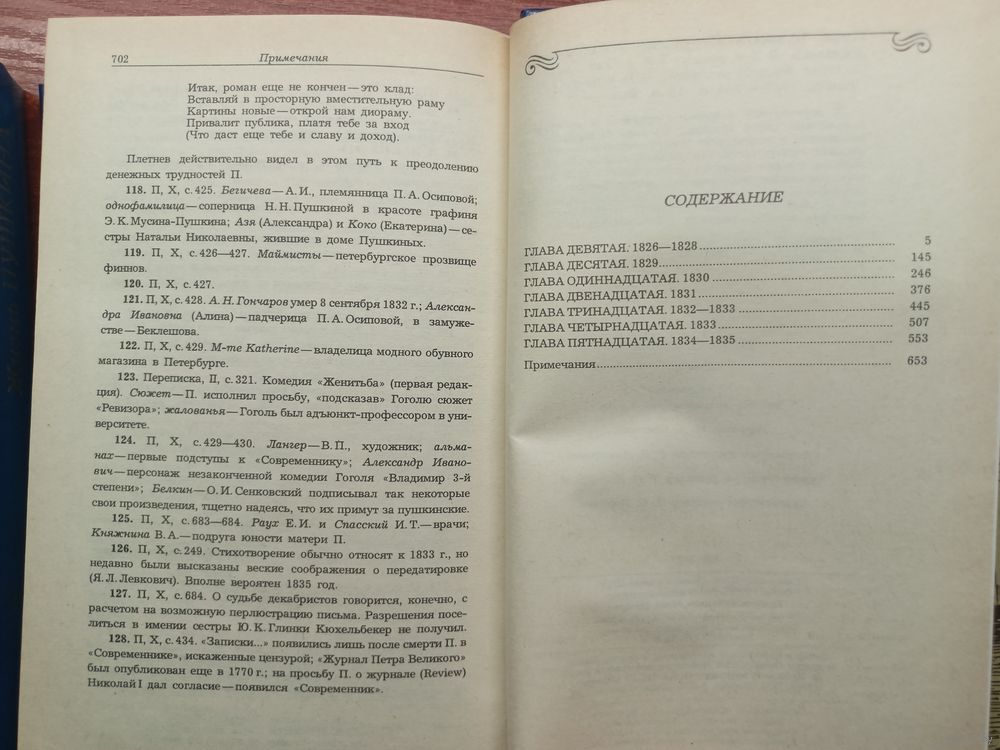 702 Примечания
Итак, роман еще не кончен — это клад:
Вставляй в просторную вместительную раму
Картины новые — открой нам диораму.
Привалит публика, платя тебе за вход
(Что даст еще тебе и славу и доход).
Плетнев действительно видел в этом путь к преодолению
денежных трудностей П.
118. П, X, с. 425. Бегичева — А. И., племянница П. А. Осиповой;
однофамилица — соперница Н. Н. Пушкиной в красоте графиня
Э. К. Мусина-Пушкина; Азя (Александра) и Коко (Екатерина) — се-
стры Натальи Николаевны, жившие в доме Пушкиных.
119. П, X, с. 426—427. Маймисты — петербургское прозвище
финнов.
120. П, X, с. 427.
121. П, X, с. 428. А. Н. Гончаров умер 8 сентября 1832 г.; Алексан-
дра Ивановна (Алина) — падчерица П. А. Осиповой, в замуже-
стве — Беклешова.
122. П, X, с. 429. M-me Katherine — владелица модного обувного
магазина в Петербурге.
123. Переписка, II, с. 321. Комедия «Женитьба» (первая редак-
ция). Сюжет — П. исполнил просьбу, «подсказав» Гоголю сюжет
«Ревизора»; жалованья — Гоголь был адъюнкт-профессором в уни-
верситете.
124. П, X, с. 429—430. Лангер — В. П., художник; альма-
нах — первые подступы к «Современнику»; Александр Ивано-
вич — персонаж незаконченной комедии Гоголя «Владимир 3-й
степени»; Белкин — О. И. Сенковский подписывал так некоторые
свои произведения, тщетно надеясь, что их примут за пушкинские.
125. П, X, с. 683—684. Раух Е. И. и Спасский И. Т. — врачи;
Княжнина В. А. — подруга юности матери П.
126. П, X, с. 249. Стихотворение обычно относят к 1833 г., но
недавно были высказаны веские соображения о передатировке
(Я. Л. Левкович). Вполне вероятен 1835 год.
127. П, X, с. 684. О судьбе декабристов говорится, конечно, с
расчетом на возможную перлюстрацию письма. Разрешения посе-
литься в имении сестры Ю. К. Глинки Кюхельбекер не получил.
128. П, X, с. 434. «Записки...» появились лишь после смерти П. в
«Современнике», искаженные цензурой; «Журнал Петра Великого»
был опубликован еще в 1770 г.; на просьбу П. о журнале (Review)
Николай I дал согласие — появился «Современник».
СОДЕРЖАНИЕ
ГЛАВА ДЕВЯТАЯ. 1826—1828 5
ГЛАВА ДЕСЯТАЯ. 1829 145
ГЛАВА ОДИННАДЦАТАЯ. 1830 246
ГЛАВА ДВЕНАДЦАТАЯ. 1831 376
ГЛАВА ТРИНАДЦАТАЯ. 1832—1833 445
ГЛАВА ЧЕТЫРНАДЦАТАЯ. 1833 507
ГЛАВА ПЯТНАДЦАТАЯ. 1834—1835 553
Примечания 653